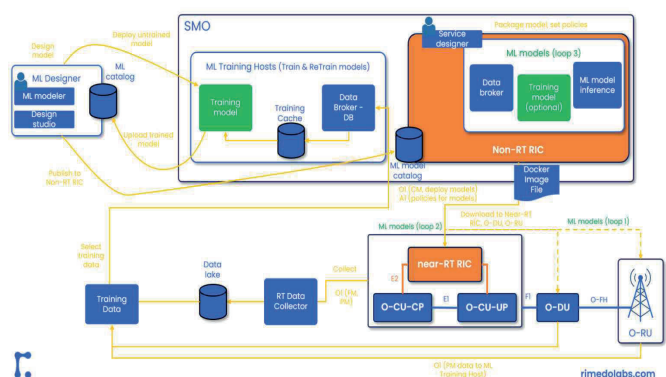 Design
model
Deploy untrained
model
SMO
Service
designer
Package model, set policies
ML Designer
ML modeler
Design
studio
ML
catalog
ML Training Hosts (Train & ReTrain models)
Training
model
Training
Cache
Data
Broker -
DB
ML models (loop 3)
Data
broker
Training
model
(optional)
ML model
inference
Non-RT RIC
Upload trained
model
Publish to
Non-RT RIC
ML model
catalog
Docker
Image
File
O1 (CM, deploy models)
A1 (policies for models)
Download to Near-RT
RIC, O-DU, O-RU
ML models (loop 2)
ML models (loop 1)
Select
training
data
Data
lake
Collect
near-RT RIC
E2
Training
Data
RT Data
Collector
O1 (FM,
PM)
O-CU-CP
E1
O-CU-UP
F1
O-DU
O-FH
O-RU
O1 (PM data to ML
Training Host)
rimedolabs.com